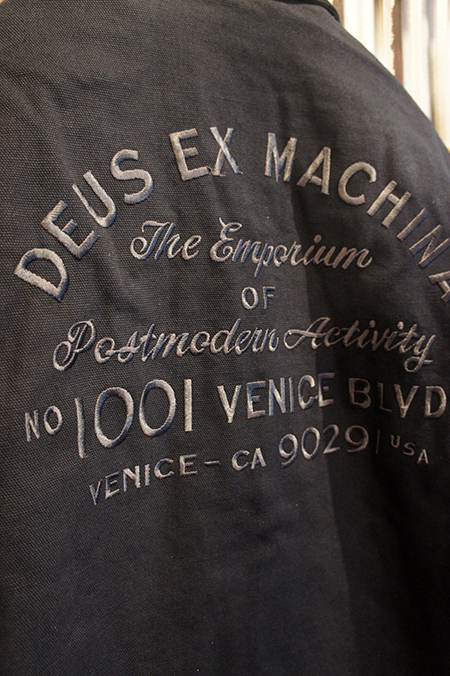 DEUS EX MACHINA
The Emporium
OF
Postmodern Activity
NO 1001 VENICE BLVD
VENICE - CA 90291 USA